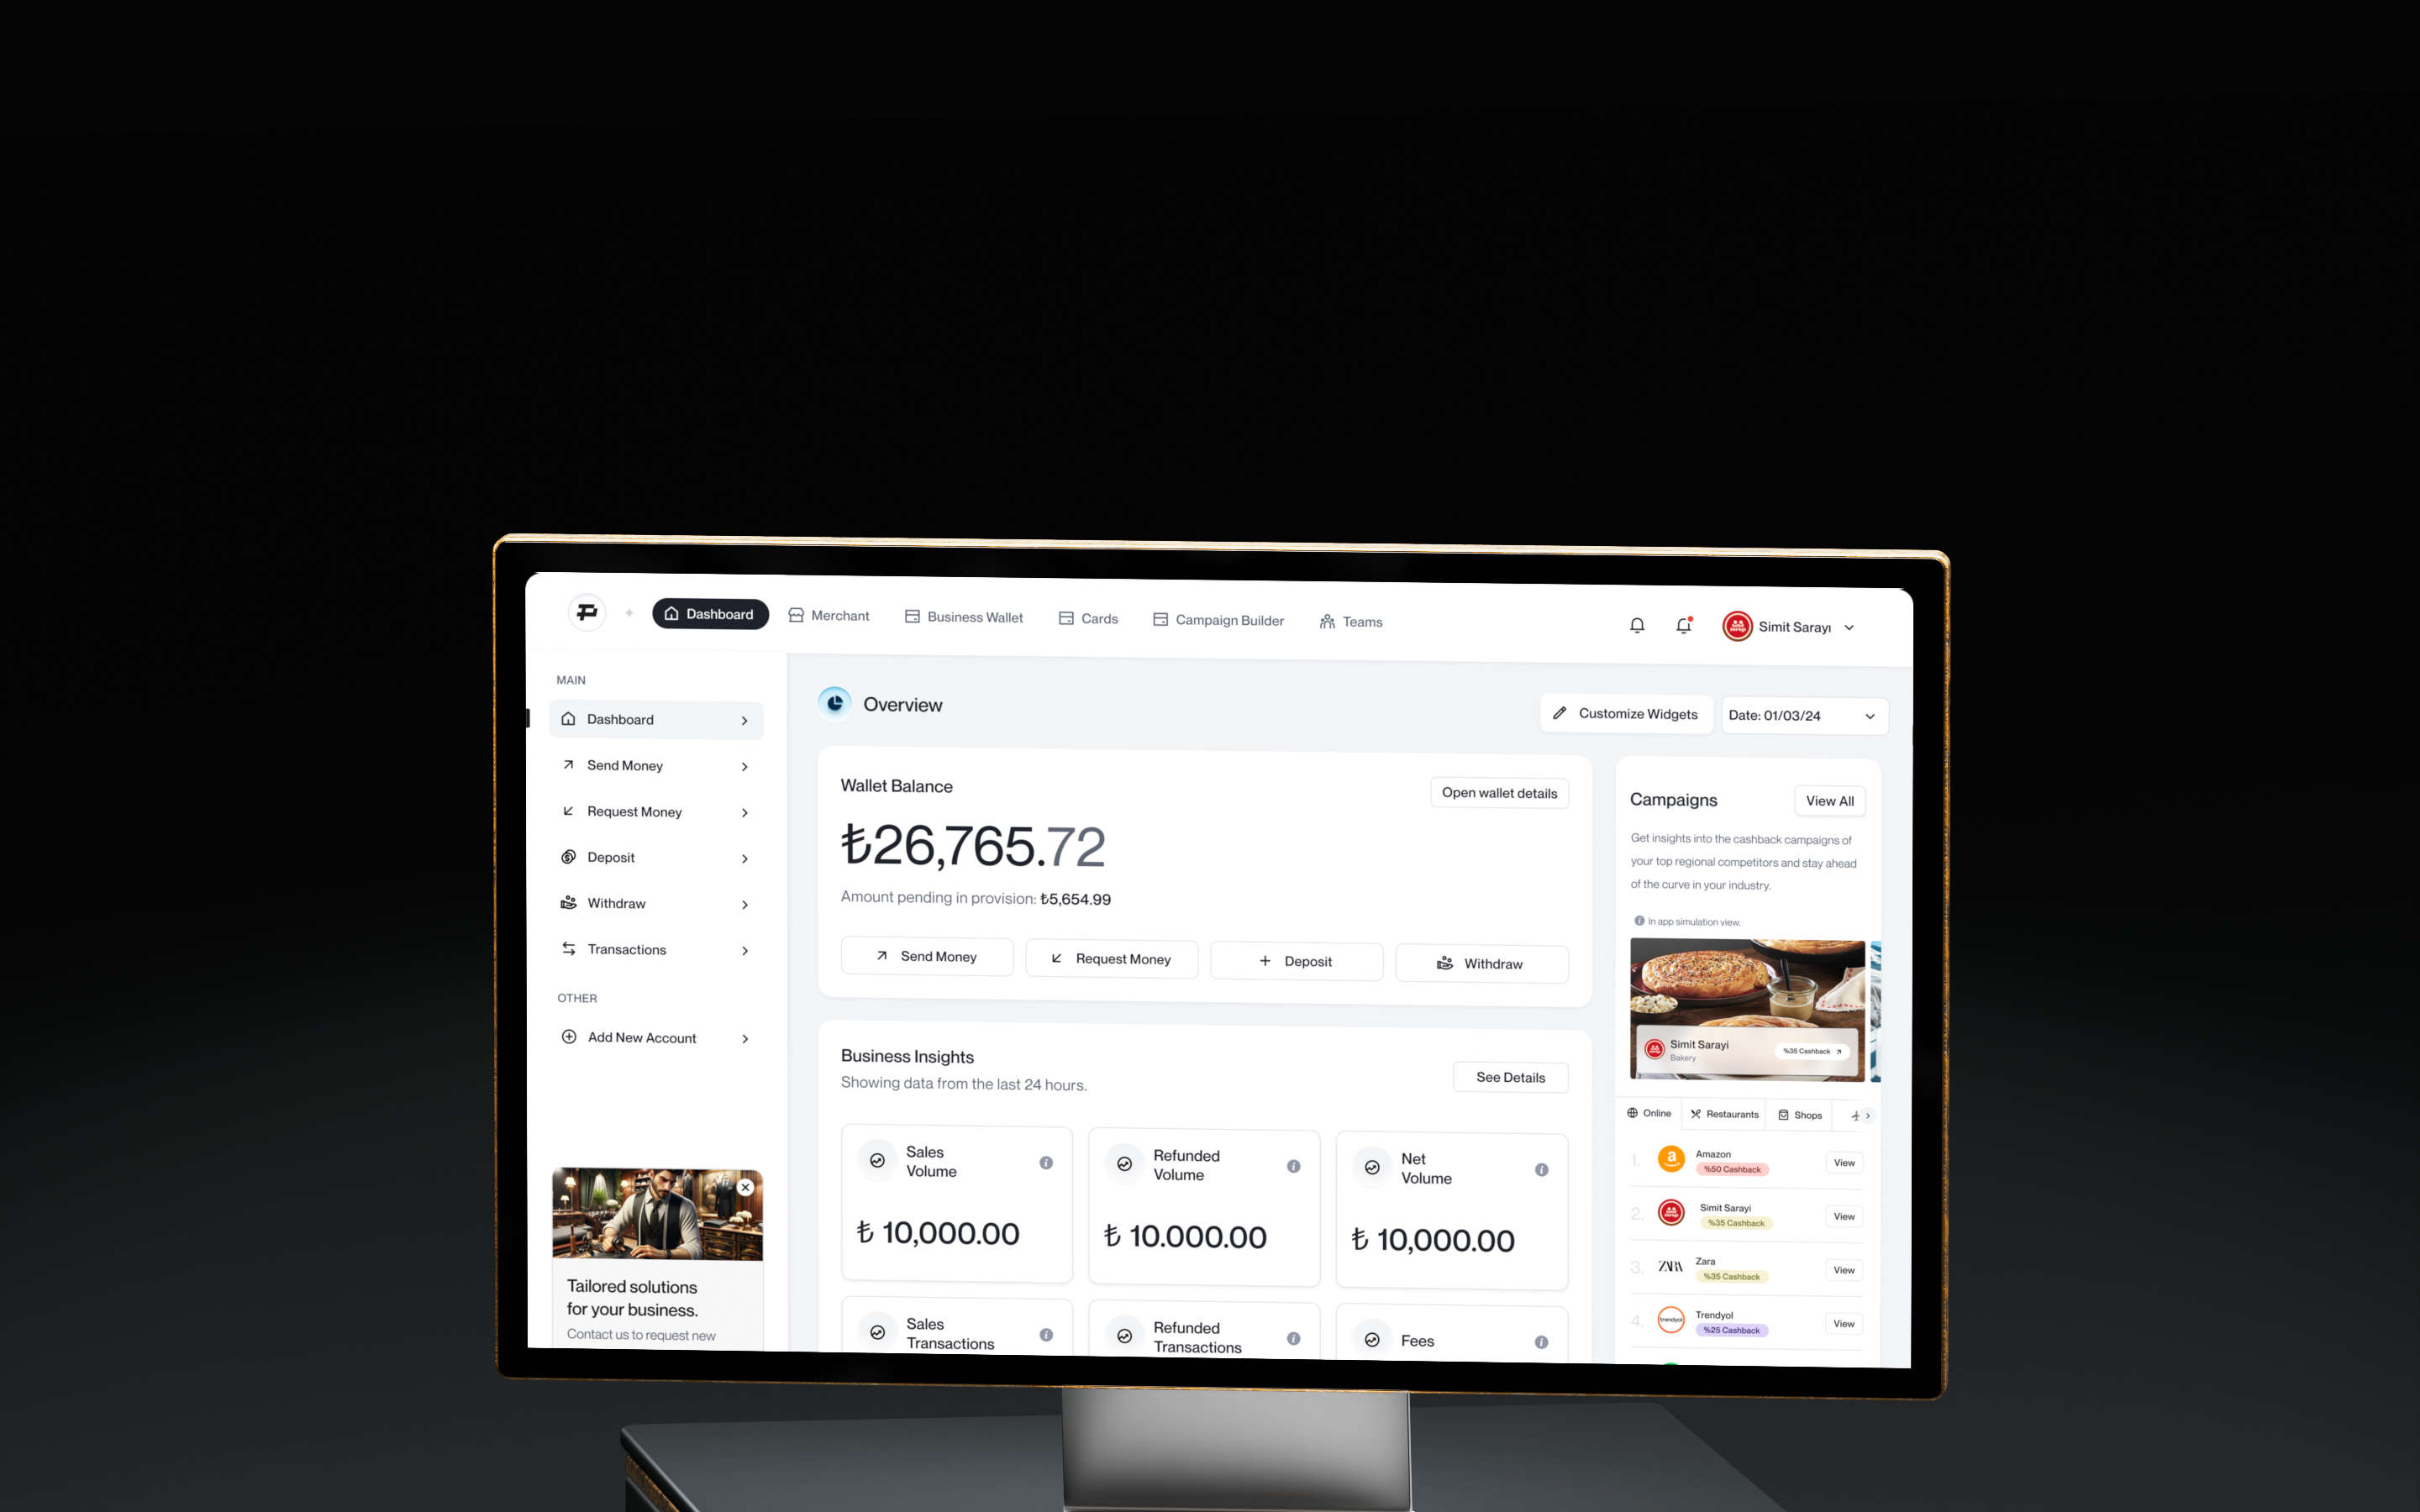 Dashboard
Merchant
Business Wallet
Cards
Campaign Builder
Teams
Simit Sarayı
MAIN
Dashboard
Send Money
Request Money
Deposit
Withdraw
Transactions
OTHER
Add New Account
Tailored solutions
for your business.
Contact us to request new
Overview
Customize Widgets
Date: 01/03/24
Wallet Balance
Open wallet details
₺26,765.72
Amount pending in provision: ₺5,654.99
Send Money
Request Money
Deposit
Withdraw
Business Insights
Showing data from the last 24 hours.
See Details
Sales
Volume
₺ 10,000.00
Refunded
Volume
₺ 10.000.00
Net
Volume
₺ 10,000.00
Sales
Transactions
Refunded
Transactions
Fees
Campaigns
View All
Get insights into the cashback campaigns of
your top regional competitors and stay ahead
of the curve in your industry.
In app simulation view.
Simit Sarayi
Bakery
%35 Cashback
Online
Restaurants
Shops
1.
Amazon
%50 Cashback
View
2.
Simit Sarayi
%35 Cashback
View
3.
ZARA
Zara
%35 Cashback
View
4.
trendyol
Trendyol
%25 Cashback
View